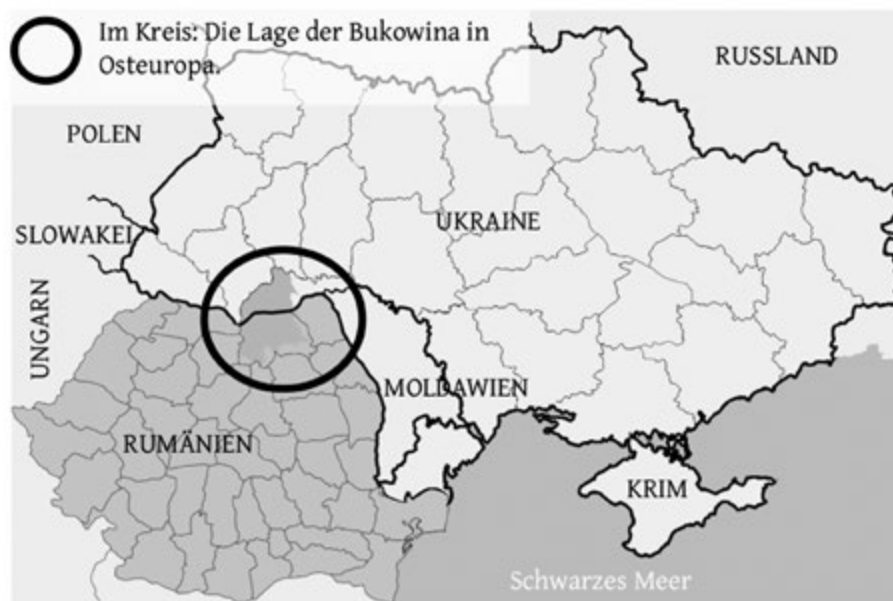 Im Kreis: Die Lage der Bukowina in
Osteuropa.
RUSSLAND
POLEN
UKRAINE
SLOWAKEI
UNGARN
MOLDAWIEN
RUMÄNIEN
KRIM
Schwarzes Meer